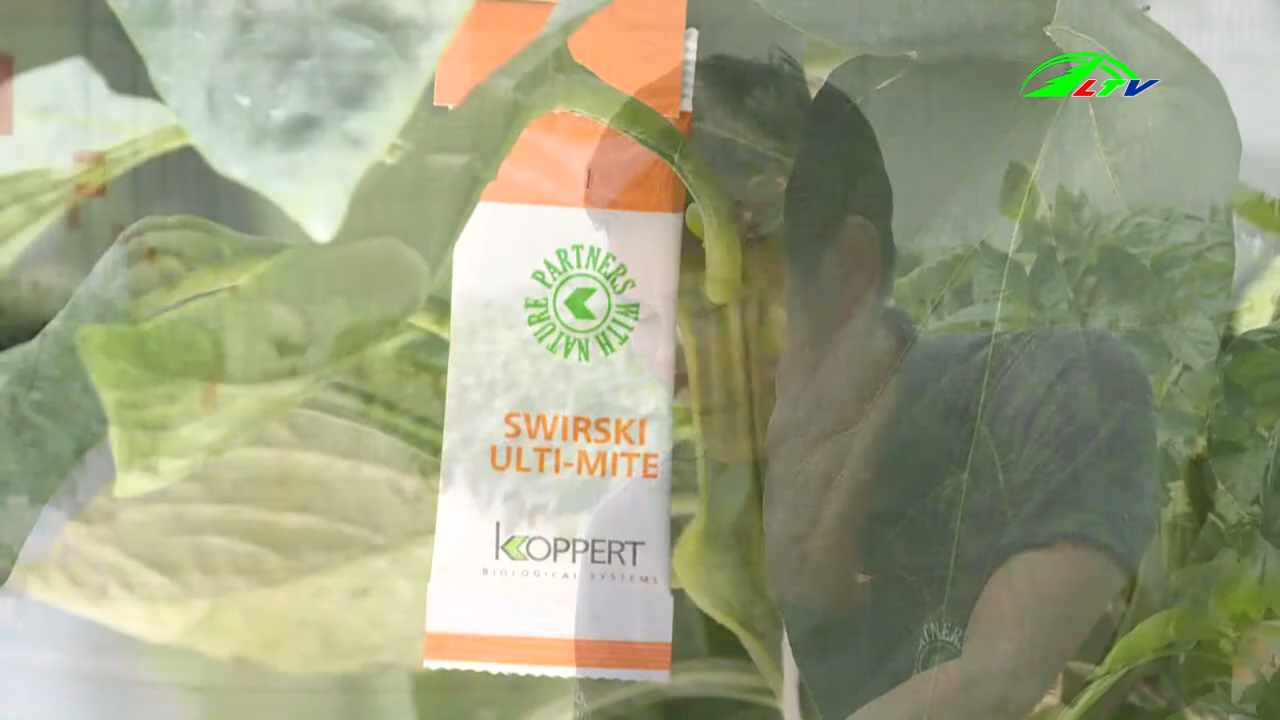 LTV
PARTNERS WITH NATURE
SWIRSKI
ULTI-MITE
KOPPERT
BIOLOGICAL SYSTEMS